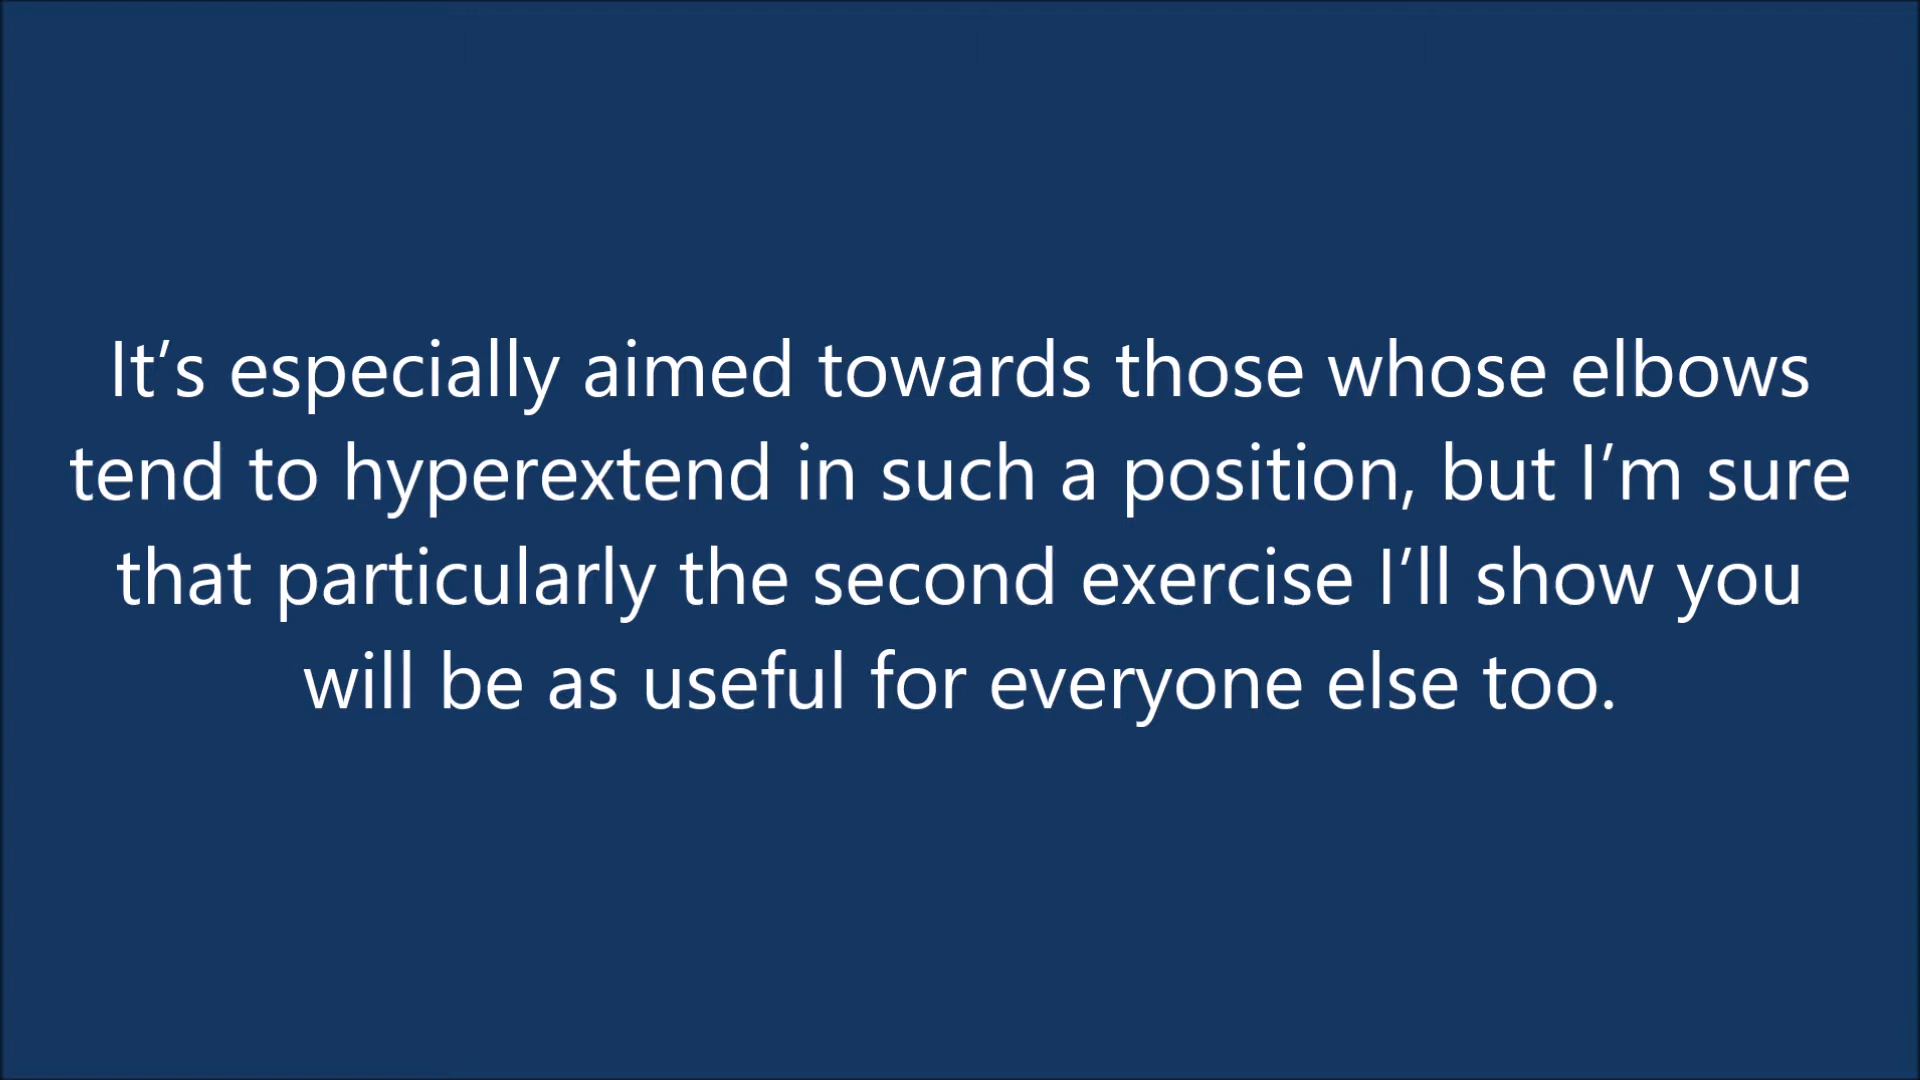 It’s especially aimed towards those whose elbows
tend to hyperextend in such a position, but I’m sure
that particularly the second exercise I’ll show you
will be as useful for everyone else too.